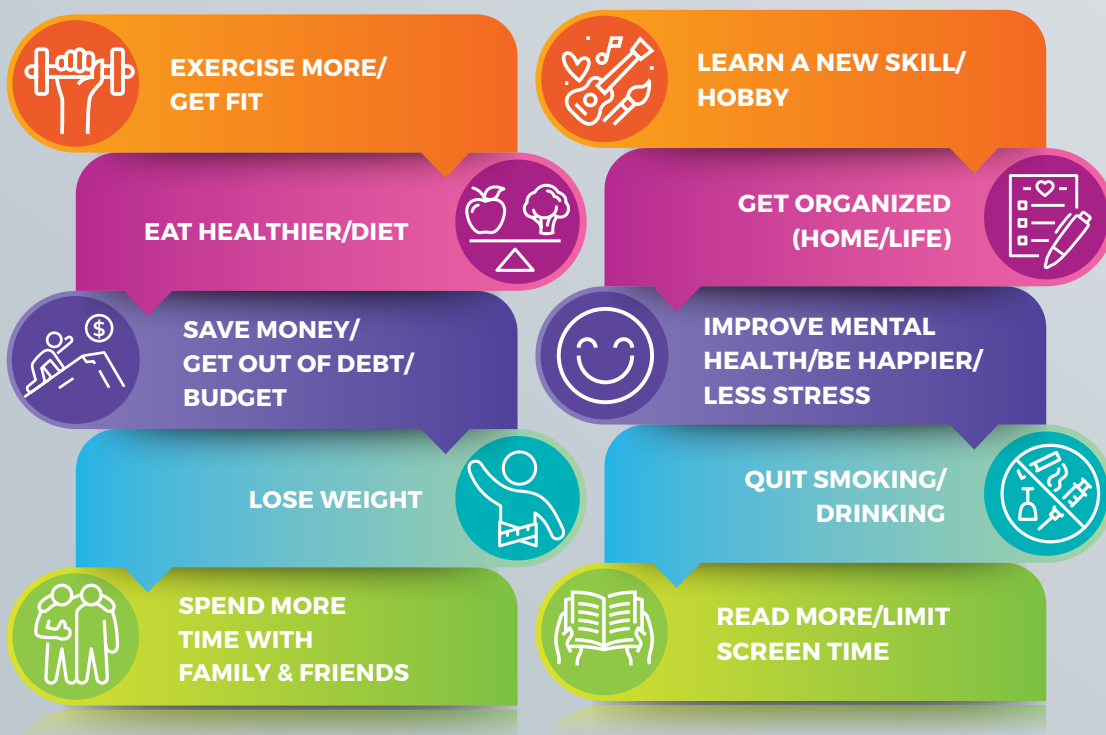 EXERCISE MORE/
GET FIT
EAT HEALTHIER/DIET
SAVE MONEY/
GET OUT OF DEBT/
BUDGET
$
LOSE WEIGHT
SPEND MORE
TIME WITH
FAMILY & FRIENDS
LEARN A NEW SKILL/
HOBBY
GET ORGANIZED
(HOME/LIFE)
IMPROVE MENTAL
HEALTH/BE HAPPIER/
LESS STRESS
QUIT SMOKING/
DRINKING
READ MORE/LIMIT
SCREEN TIME